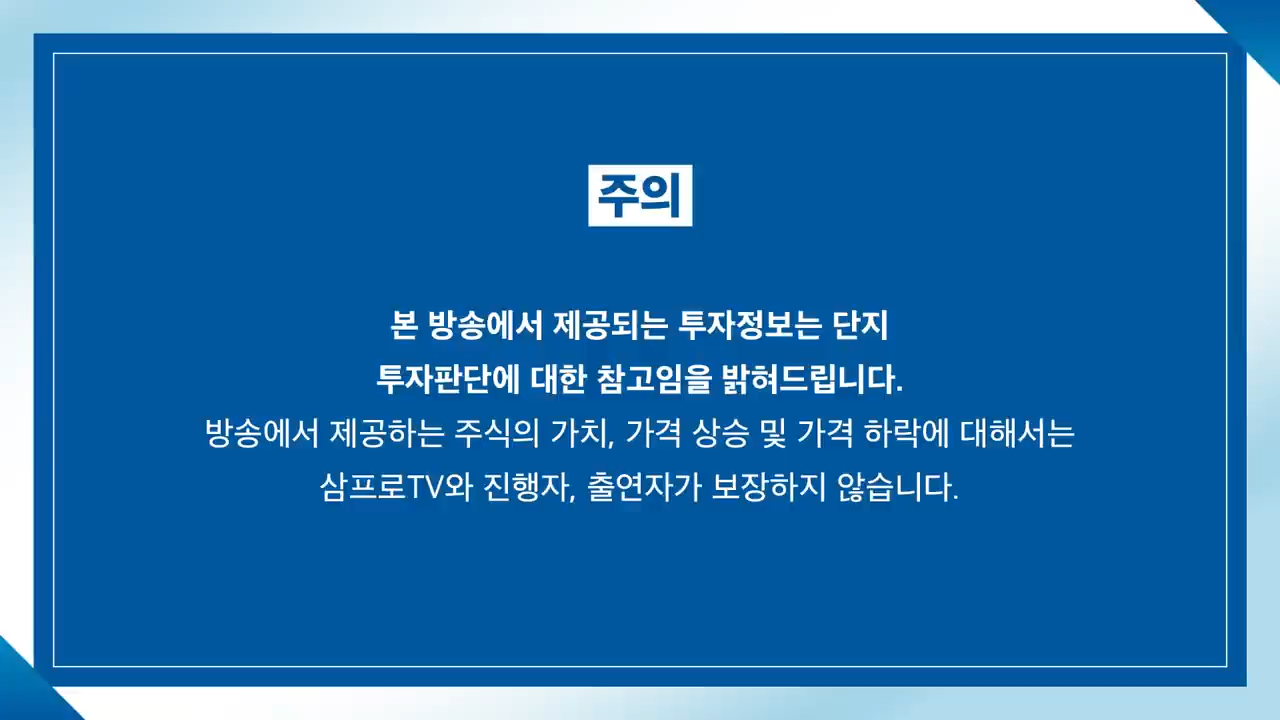 주의
본 방송에서 제공되는 투자정보는 단지
투자판단에 대한 참고임을 밝혀드립니다.
방송에서 제공하는 주식의 가치, 가격 상승 및 가격 하락에 대해서는
삼프로TV와 진행자, 출연자가 보장하지 않습니다.